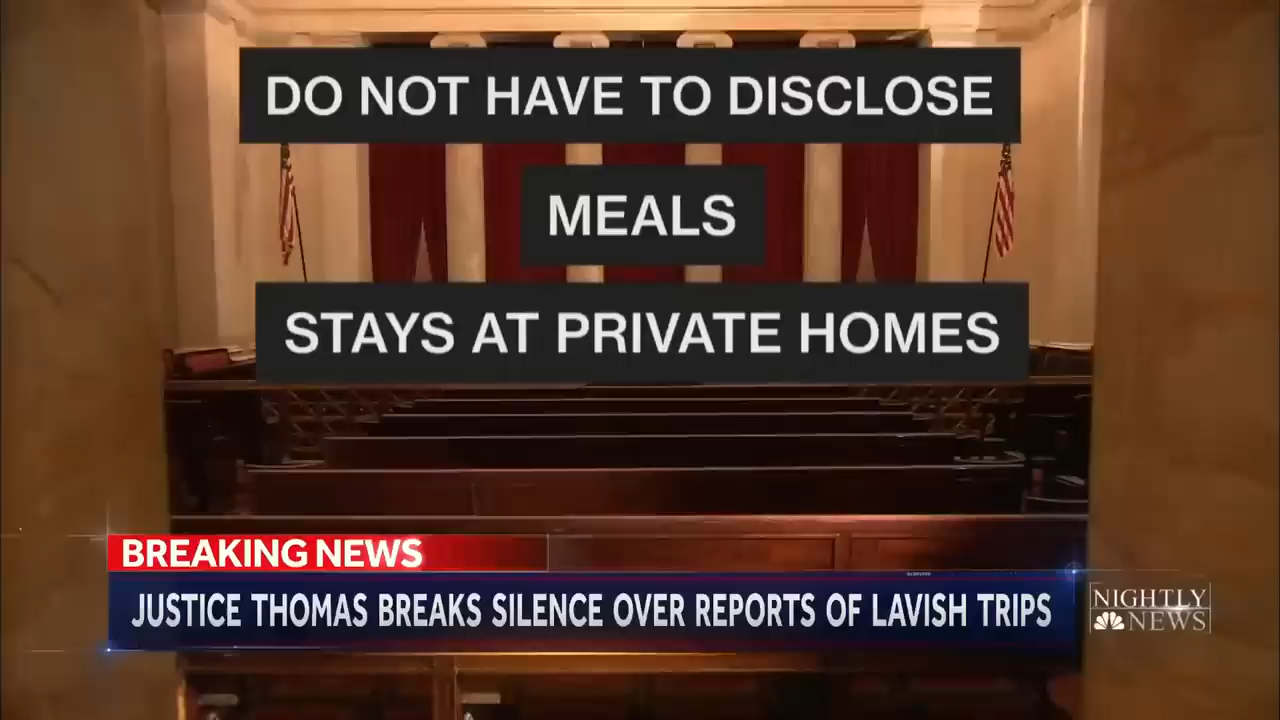 DO NOT HAVE TO DISCLOSE
MEALS
STAYS AT PRIVATE HOMES
BREAKING NEWS
JUSTICE THOMAS BREAKS SILENCE OVER REPORTS OF LAVISH TRIPS
NIGHTLY
NEWS